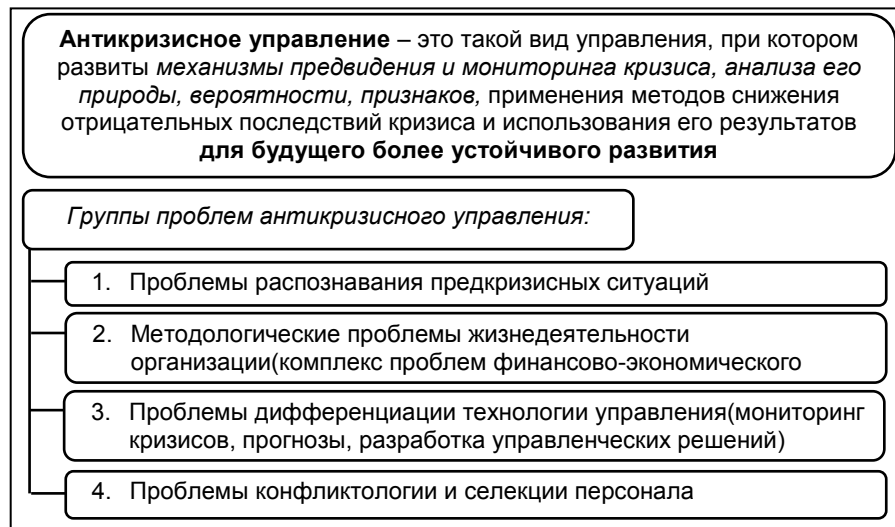 Антикризисное управление – это такой вид управления, при котором
развиты механизмы предвидения и мониторинга кризиса, анализа его
природы, вероятности, признаков, применения методов снижения
отрицательных последствий кризиса и использования его результатов
для будущего более устойчивого развития
Группы проблем антикризисного управления:
1. Проблемы распознавания предкризисных ситуаций
2. Методологические проблемы жизнедеятельности
организации(комплекс проблем финансово-экономического
3. Проблемы дифференциации технологии управления(мониторинг
кризисов, прогнозы, разработка управленческих решений)
4. Проблемы конфликтологии и селекции персонала